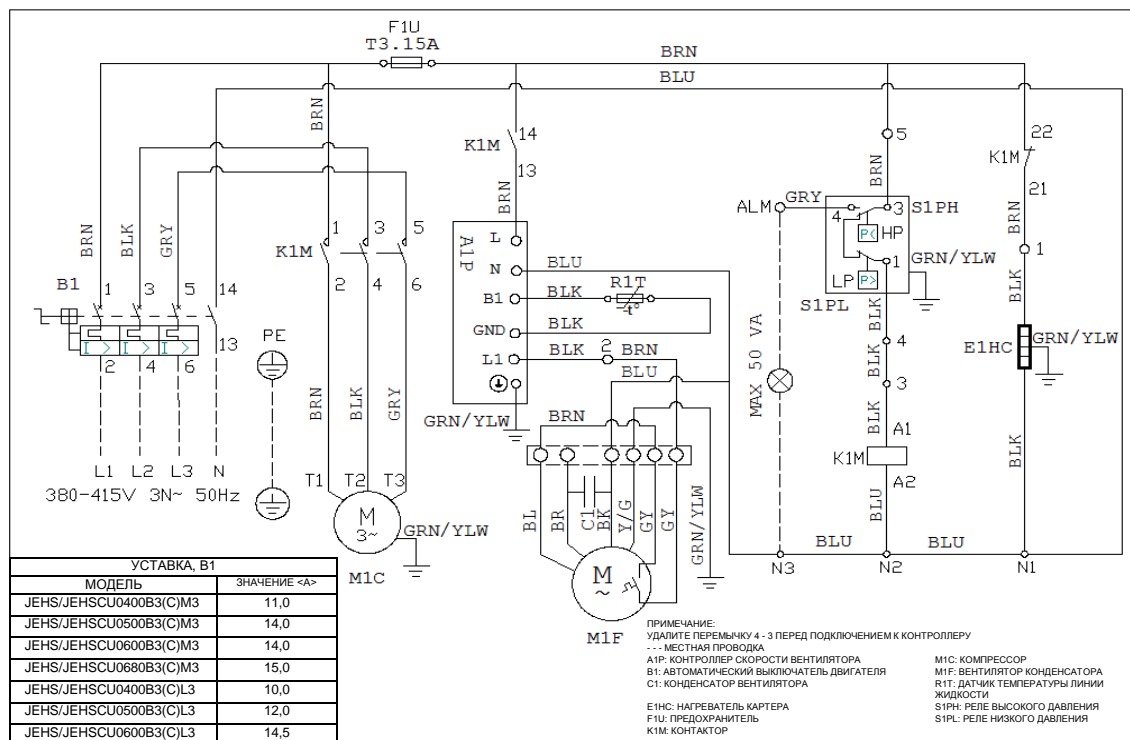 F1U
T3.15A
BRN
BLU
BRN
K1M
14
13
BRN
5
BRN
22
K1M
21
BRN
1
ALM
GRY
4
3
S1PH
P<
HP
1
LP
P>
S1PL
GRN/YLW
BRN
BLK
GRY
B1
1
3
5
14
I >
I >
I >
13
2
4
6
PE
K1M
1
3
5
2
4
6
A1P
L
N
BLU
B1
BLK
R1T
-t°
GND
BLK
L1
BLK
2
BRN
BLU
GRN/YLW
BRN
BLK
GRY
BRN
MAX 50 VA
BLK
4
BLK
3
BLK
A1
K1M
A2
BLU
BLK
E1HC
GRN/YLW
BLK
L1
L2
L3
N
380-415V 3N~ 50Hz
T1
T2
T3
M
3~
GRN/YLW
M1C
BL
BR
C1
BK
Y/G
GY
GY
GRN/YLW
M
~
M1F
BLU
BLU
N3
N2
N1
УСТАВКА, B1
МОДЕЛЬ
ЗНАЧЕНИЕ <A>
JEHS/JEHSCU0400B3(C)M3
11,0
JEHS/JEHSCU0500B3(C)M3
14,0
JEHS/JEHSCU0600B3(C)M3
14,0
JEHS/JEHSCU0680B3(C)M3
15,0
JEHS/JEHSCU0400B3(C)L3
10,0
JEHS/JEHSCU0500B3(C)L3
12,0
JEHS/JEHSCU0600B3(C)L3
14,5
ПРИМЕЧАНИЕ:
УДАЛИТЕ ПЕРЕМЫЧКУ 4 - 3 ПЕРЕД ПОДКЛЮЧЕНИЕМ К КОНТРОЛЛЕРУ
- - - МЕСТНАЯ ПРОВОДКА
A1P: КОНТРОЛЛЕР СКОРОСТИ ВЕНТИЛЯТОРА
B1: АВТОМАТИЧЕСКИЙ ВЫКЛЮЧАТЕЛЬ ДВИГАТЕЛЯ
C1: КОНДЕНСАТОР ВЕНТИЛЯТОРА
E1HC: НАГРЕВАТЕЛЬ КАРТЕРА
F1U: ПРЕДОХРАНИТЕЛЬ
K1M: КОНТАКТОР
M1C: КОМПРЕССОР
M1F: ВЕНТИЛЯТОР КОНДЕНСАТОРА
R1T: ДАТЧИК ТЕМПЕРАТУРЫ ЛИНИИ
ЖИДКОСТИ
S1PH: РЕЛЕ ВЫСОКОГО ДАВЛЕНИЯ
S1PL: РЕЛЕ НИЗКОГО ДАВЛЕНИЯ